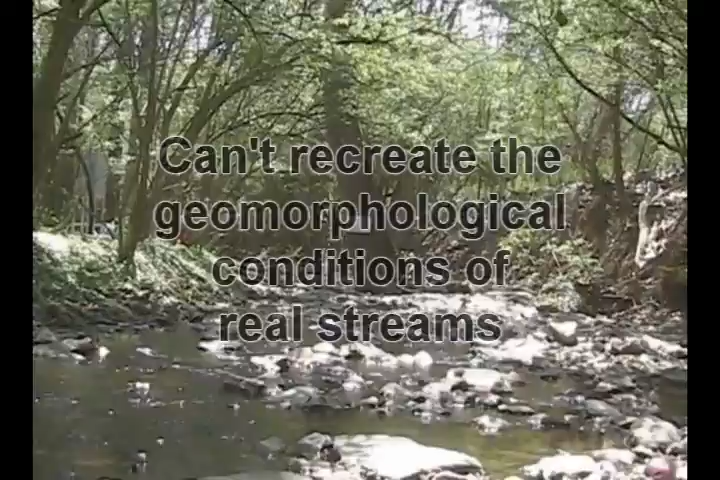 Can't recreate the
geomorphological
conditions of
real streams